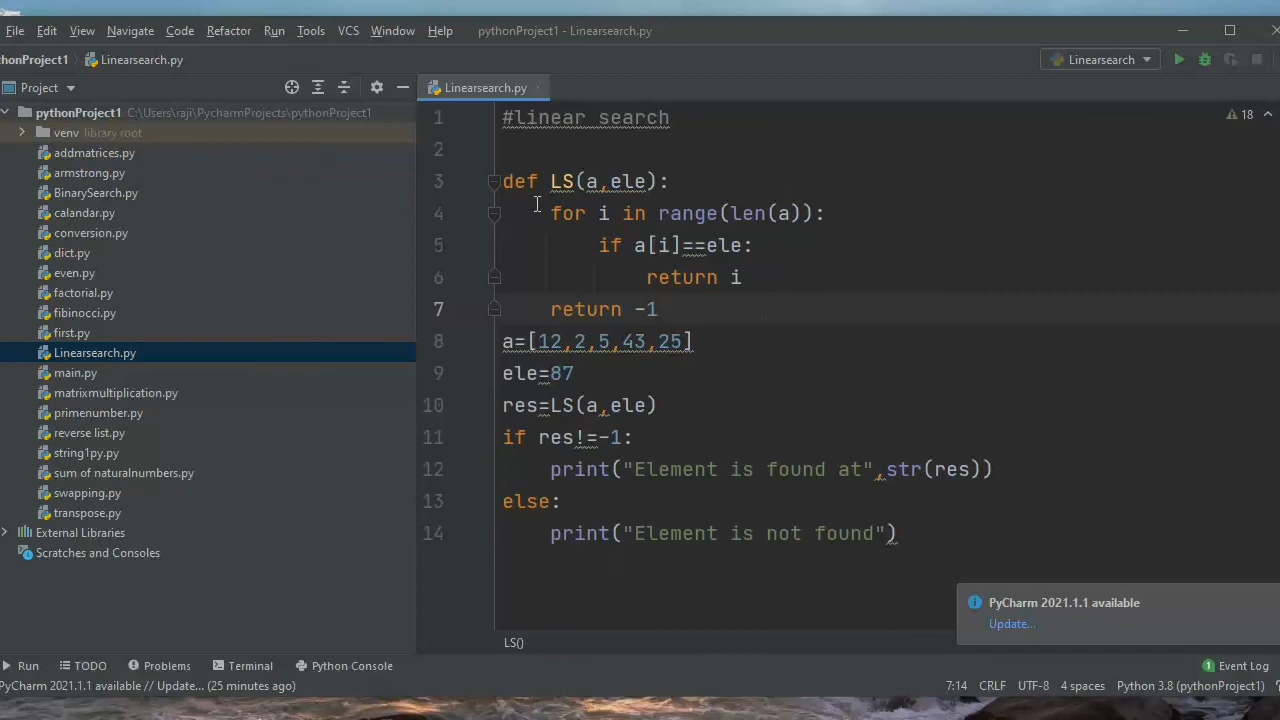 File Edit View Navigate Code Refactor Run Tools VCS Window Help pythonProject1 - Linearsearch.py
thonProject1 Linearsearch.py Linearsearch
Project
pythonProject1 C:\Users\raji\PycharmProjects\pythonProject1
venv library root
addmatrices.py
armstrong.py
BinarySearch.py
calandar.py
conversion.py
dict.py
even.py
factorial.py
fibinocci.py
first.py
Linearsearch.py
main.py
matrixmultiplication.py
primenumber.py
reverse list.py
string1py.py
sum of naturalnumbers.py
swapping.py
transpose.py
External Libraries
Scratches and Consoles
Linearsearch.py
18
1 #linear search
2
3 def LS(a,ele):
4 for i in range(len(a)):
5 if a[i]==ele:
6 return i
7 return -1
8 a=[12,2,5,43,25]
9 ele=87
10 res=LS(a,ele)
11 if res!=-1:
12 print("Element is found at",str(res))
13 else:
14 print("Element is not found")
LS()
PyCharm 2021.1.1 available
Update...
Run TODO Problems Terminal Python Console 1 Event Log
PyCharm 2021.1.1 available // Update... (25 minutes ago) 7:14 CRLF UTF-8 4 spaces Python 3.8 (pythonProject1)